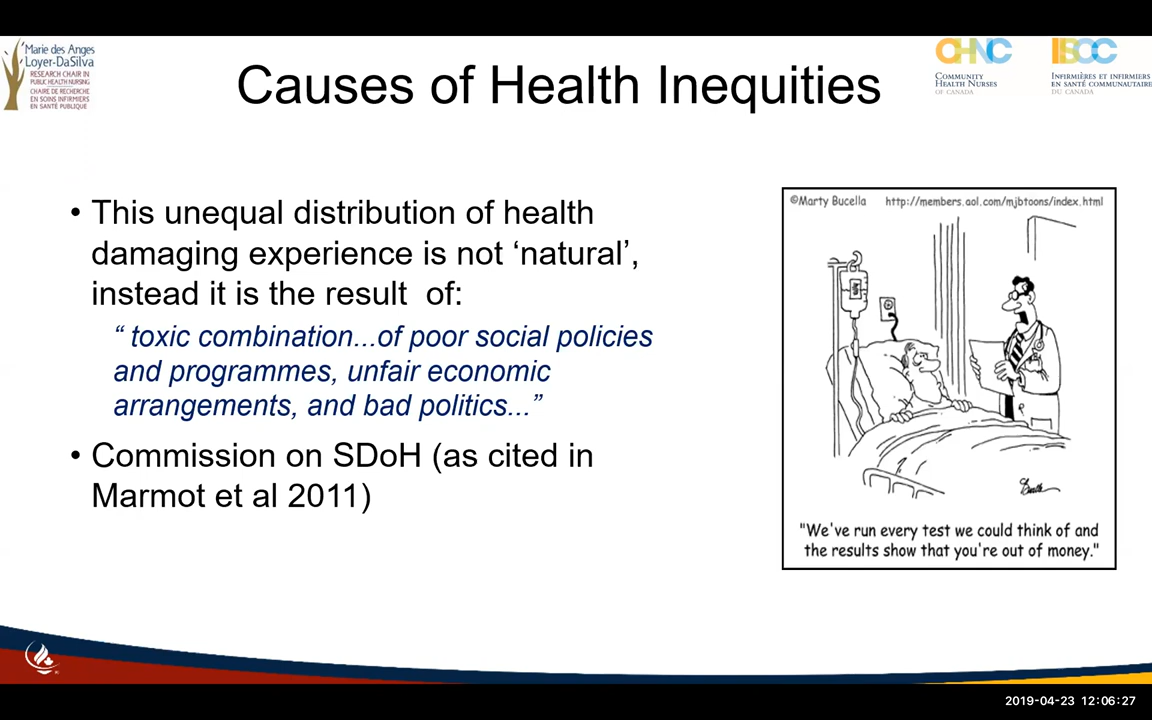 Marie des Anges
Loyer-DaSilva
RESEARCH CHAIR IN
PUBLIC HEALTH NURSING
CHAIRE DE RECHERCHE
EN SOINS INFIRMIERS
EN SANTÉ PUBLIQUE
Causes of Health Inequities
CHNC
COMMUNITY
HEALTH NURSES
OF CANADA
IISCC
INFIRMIÈRES ET INFIRMIERS
EN SANTÉ COMMUNAUTAIRE
DU CANADA
• This unequal distribution of health
damaging experience is not ‘natural’,
instead it is the result of:
“ toxic combination...of poor social policies
and programmes, unfair economic
arrangements, and bad politics...”
• Commission on SDoH (as cited in
Marmot et al 2011)
©Marty Bucella http://members.aol.com/mjbtoons/index.html
"We've run every test we could think of and
the results show that you're out of money."
2019-04-23 12:06:27